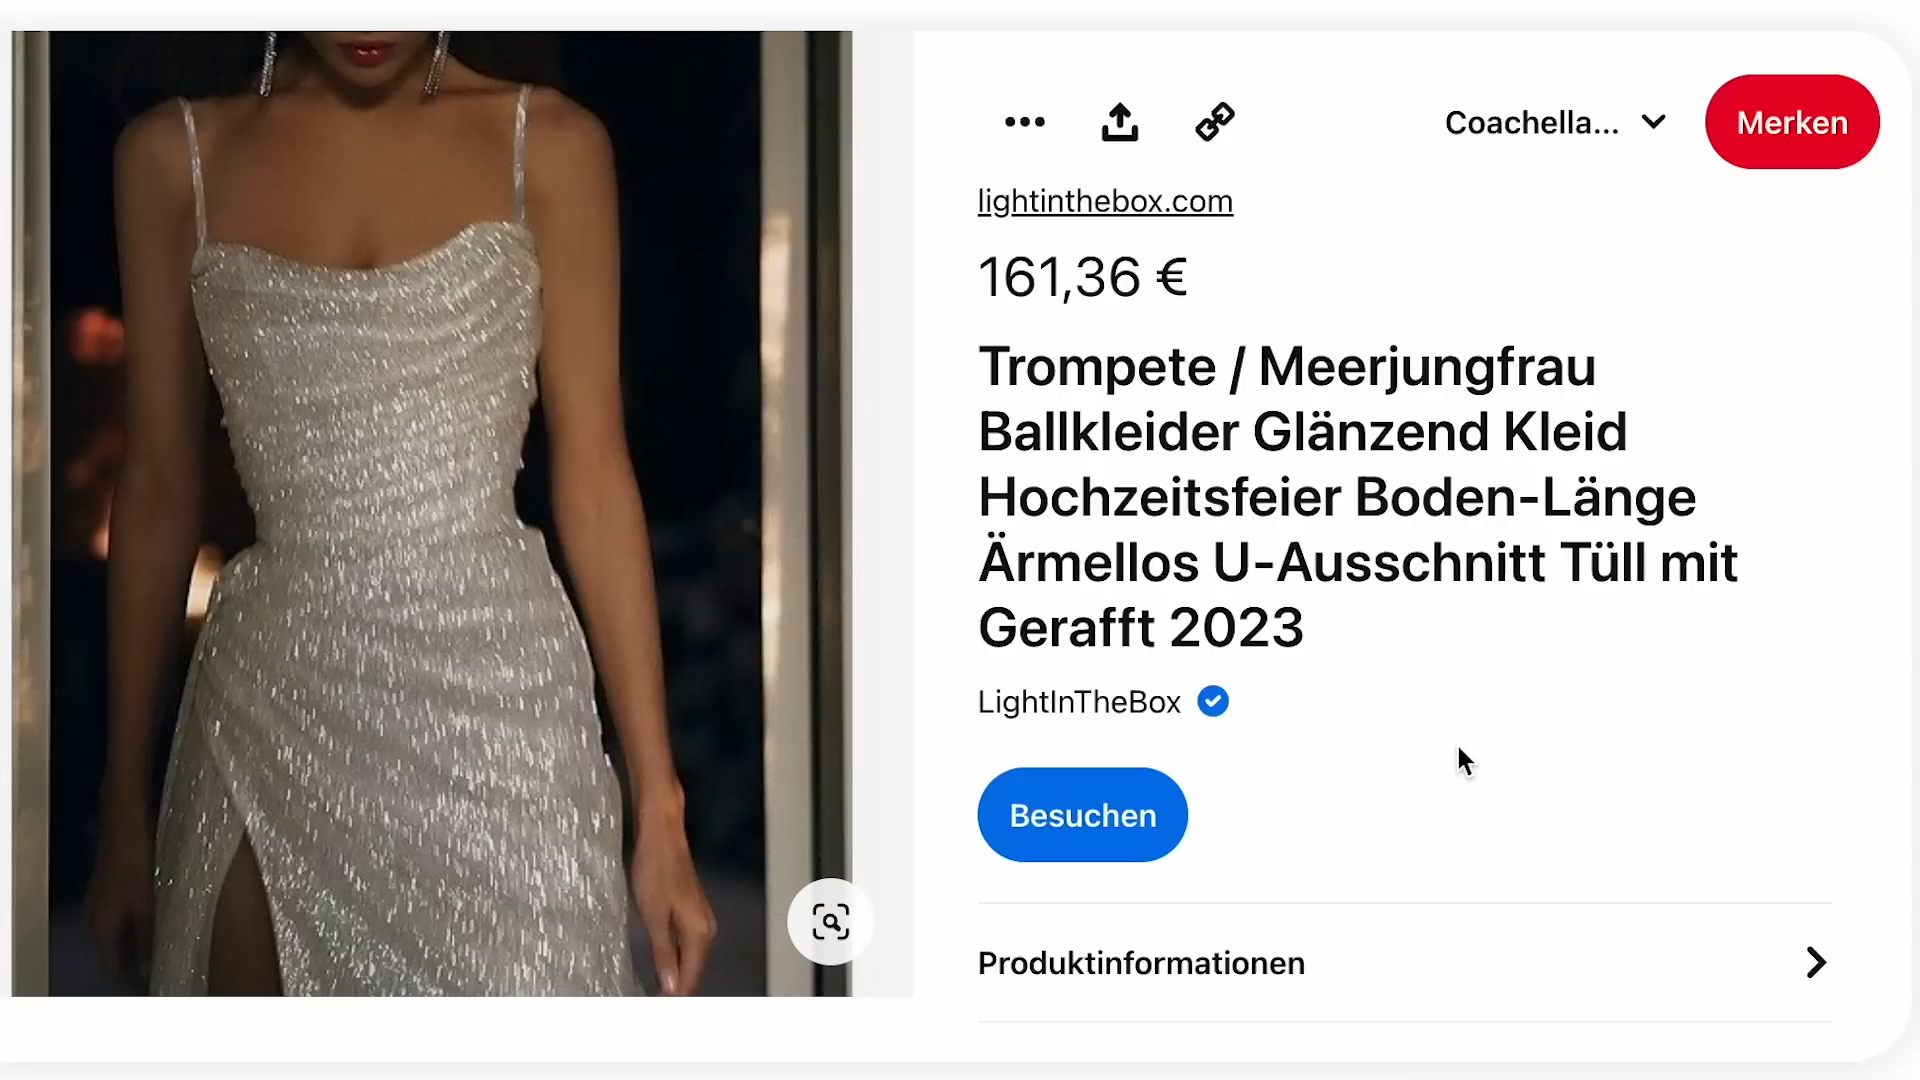 Coachella...
Merken
lightinthebox.com
161,36 €
Trompete / Meerjungfrau
Ballkleider Glänzend Kleid
Hochzeitsfeier Boden-Länge
Ärmellos U-Ausschnitt Tüll mit
Gerafft 2023
LightInTheBox
Besuchen
Produktinformationen